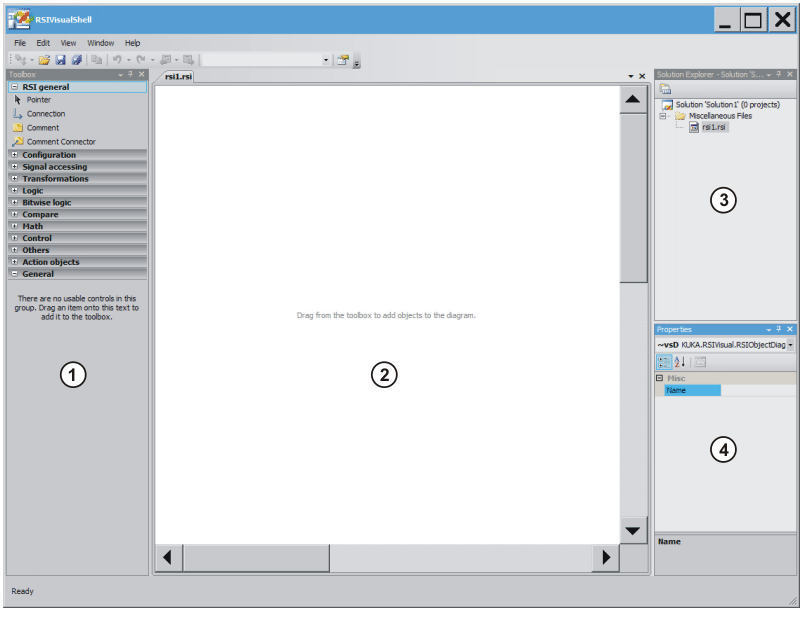 RSIVisualShell
File Edit View Window Help
Toolbox
RSI general
Pointer
Connection
Comment
Comment Connector
Configuration
Signal accessing
Transformations
Logic
Bitwise logic
Compare
Math
Control
Others
Action objects
General
There are no usable controls in this
group. Drag an item onto this text to
add it to the toolbox.
1
rsi1.rsi
Drag from the toolbox to add objects to the diagram.
2
Solution Explorer - Solution 'S...
Solution 'Solution1' (0 projects)
Miscellaneous Files
rsi1.rsi
3
Properties
~vsD KUKA.RSIVisual.RSIObjectDiag
Misc
Name
4
Name
Ready